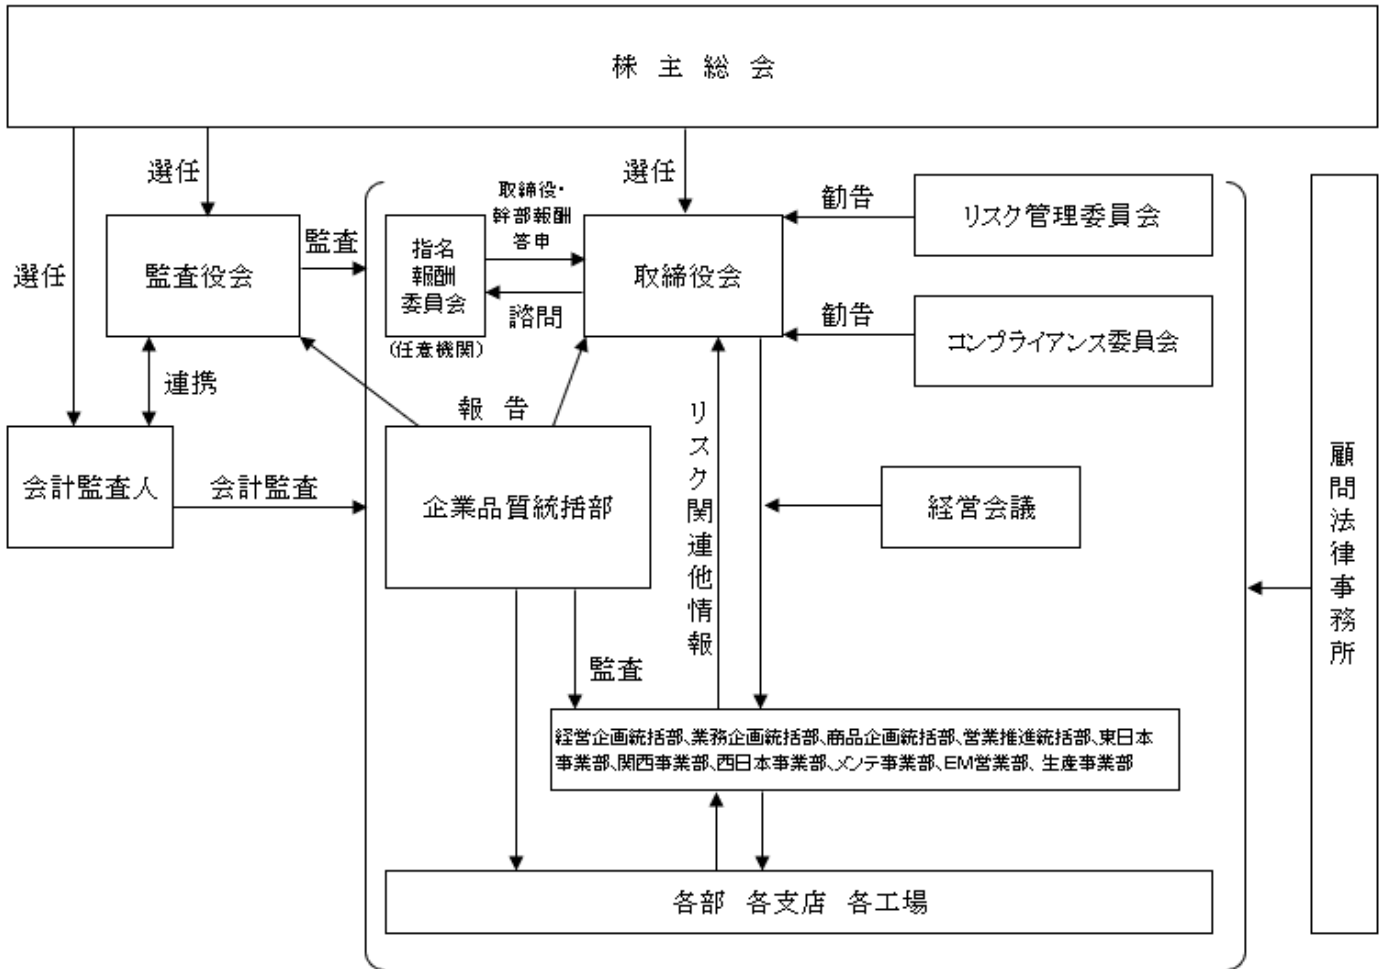 株 主 総 会
選任
選任
選任
取締役・
幹部報酬
答申
勧告
リスク管理委員会
監査
指名
報酬
委員会
(任意機関)
監査役会
取締役会
諮問
勧告
コンプライアンス委員会
連携
報 告
リスク関連他情報
会計監査人
会計監査
企業品質統括部
経営会議
顧問法律事務所
監査
経営企画統括部、業務企画統括部、商品企画統括部、営業推進統括部、東日本
事業部、関西事業部、西日本事業部、メンテ事業部、EM営業部、 生産事業部
各部 各支店 各工場